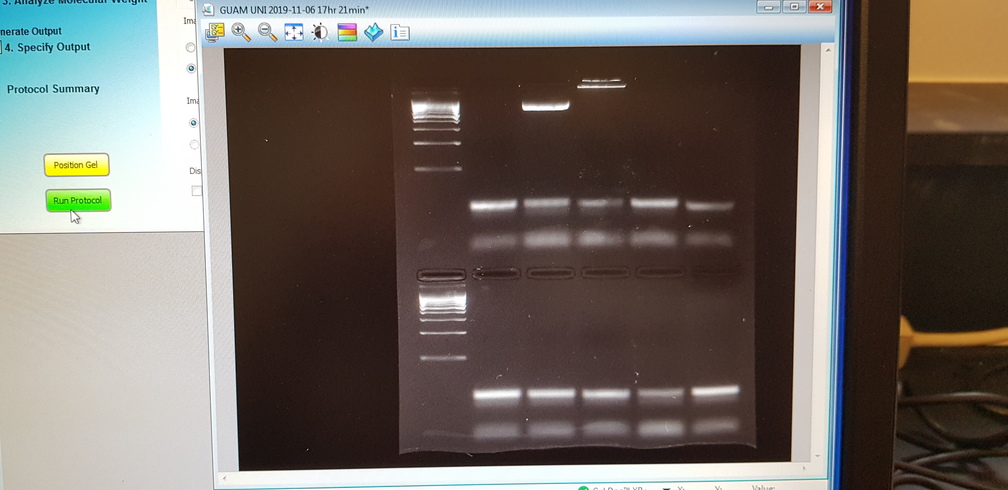 3. Analyze Molecular Weight
nerate Output
4. Specify Output
Protocol Summary
Position Gel
Run Protocol
Ima
Ima
Dis
GUAM UNI 2019-11-06 17hr 21min*
Value: